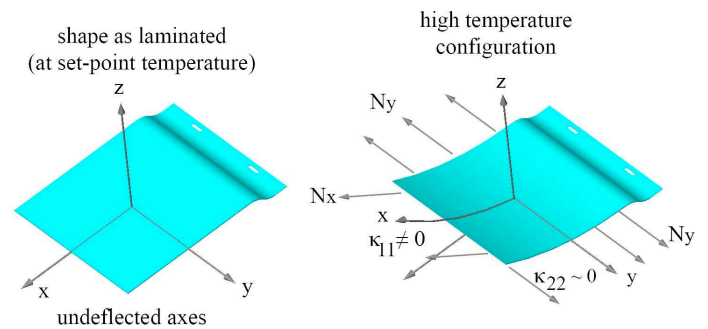 shape as laminated
(at set-point temperature)
z
x
y
undeflected axes
high temperature
configuration
z
Ny
Nx
x
κ11 ≠ 0
Ny
κ22 ~ 0
y